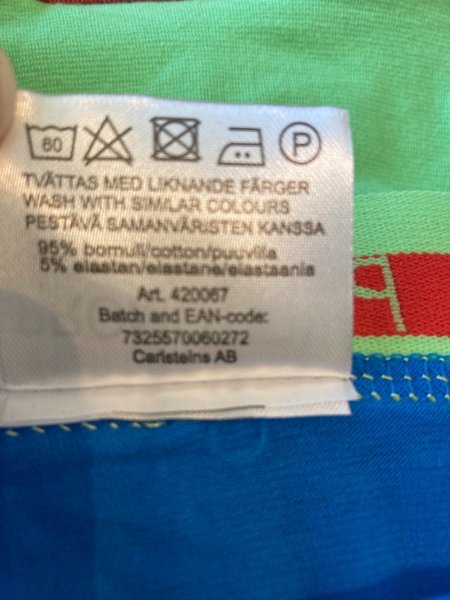 60 P
TVÄTTAS MED LIKNANDE FÄRGER
WASH WITH SIMILAR COLOURS
PESTÄVÄ SAMANVÄRISTEN KANSSA
95% bomull/cotton/puuvilla
5% elastan/elastane/elastaania
Art. 420067
Batch and EAN-code:
7325570060272
Carlsteins AB